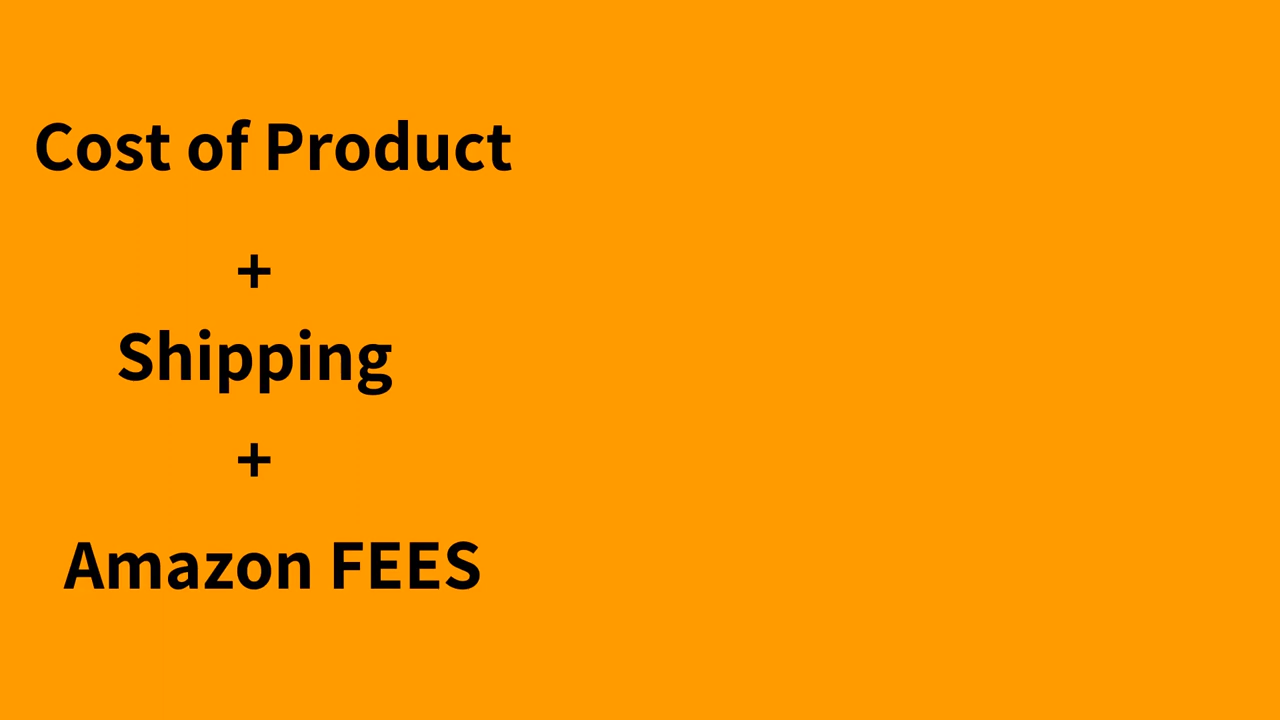 Cost of Product
+
Shipping
+
Amazon FEES